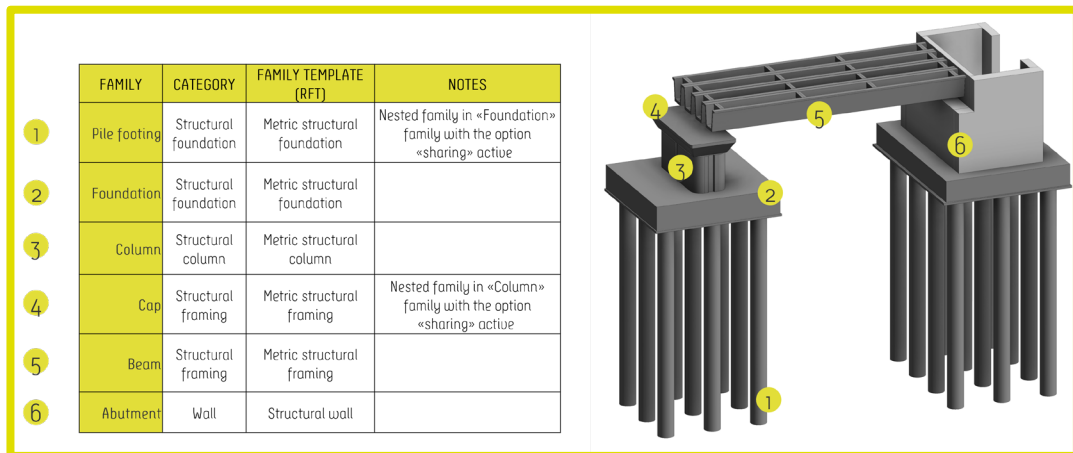 FAMILY CATEGORY FAMILY TEMPLATE (RFT) NOTES
1 Pile footing Structural foundation Metric structural foundation Nested family in «Foundation» family with the option «sharing» active
2 Foundation Structural foundation Metric structural foundation
3 Column Structural column Metric structural column
4 Cap Structural framing Metric structural framing Nested family in «Column» family with the option «sharing» active
5 Beam Structural framing Metric structural framing
6 Abutment Wall Structural wall
4
5
6
3
2
1